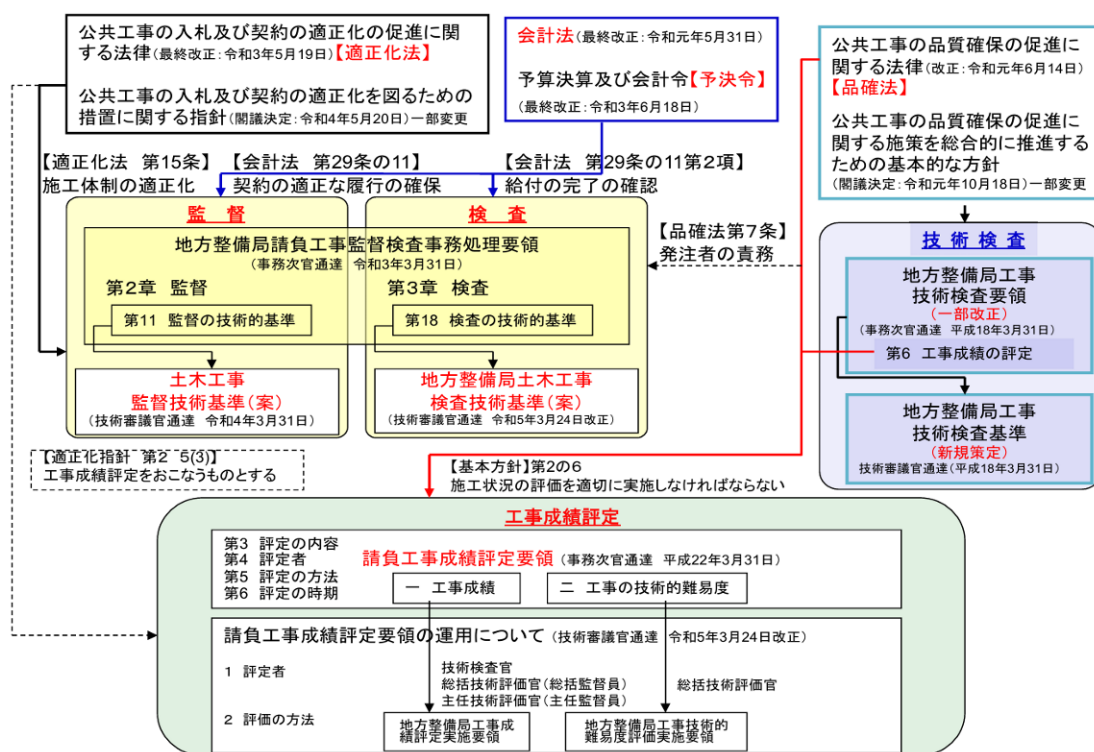 公共工事の入札及び契約の適正化の促進に関
する法律(最終改正:令和3年5月19日)【適正化法】
公共工事の入札及び契約の適正化を図るための
措置に関する指針(閣議決定:令和4年5月20日)一部変更
会計法(最終改正:令和元年5月31日)
予算決算及び会計令【予決令】
(最終改正:令和3年6月18日)
公共工事の品質確保の促進に
関する法律(改正:令和元年6月14日)
【品確法】
公共工事の品質確保の促進に
関する施策を総合的に推進する
ための基本的な方針
(閣議決定:令和元年10月18日)一部変更
【適正化法 第15条】
施工体制の適正化
【会計法 第29条の11】
契約の適正な履行の確保
【会計法 第29条の11第2項】
給付の完了の確認
監 督
検 査
地方整備局請負工事監督検査事務処理要領
(事務次官通達 令和3年3月31日)
第2章 監督
第3章 検査
第11 監督の技術的基準
第18 検査の技術的基準
土木工事
監督技術基準(案)
(技術審議官通達 令和4年3月31日)
地方整備局土木工事
検査技術基準(案)
(技術審議官通達 令和5年3月24日改正)
【品確法第7条】
発注者の責務
技 術 検 査
地方整備局工事
技術検査要領
(一部改正)
(事務次官通達 平成18年3月31日)
第6 工事成績の評定
地方整備局工事
技術検査基準
(新規策定)
技術審議官通達(平成18年3月31日)
【適正化指針 第2 5(3)】
工事成績評定をおこなうものとする
【基本方針】第2の6
施工状況の評価を適切に実施しなければならない
工事成績評定
第3 評定の内容
第4 評定者
第5 評定の方法
第6 評定の時期
請負工事成績評定要領(事務次官通達 平成22年3月31日)
一 工事成績
二 工事の技術的難易度
請負工事成績評定要領の運用について(技術審議官通達 令和5年3月24日改正)
1 評定者
技術検査官
総括技術評価官(総括監督員)
主任技術評価官(主任監督員)
総括技術評価官
2 評価の方法
地方整備局工事成
績評定実施要領
地方整備局工事技術的
難易度評価実施要領